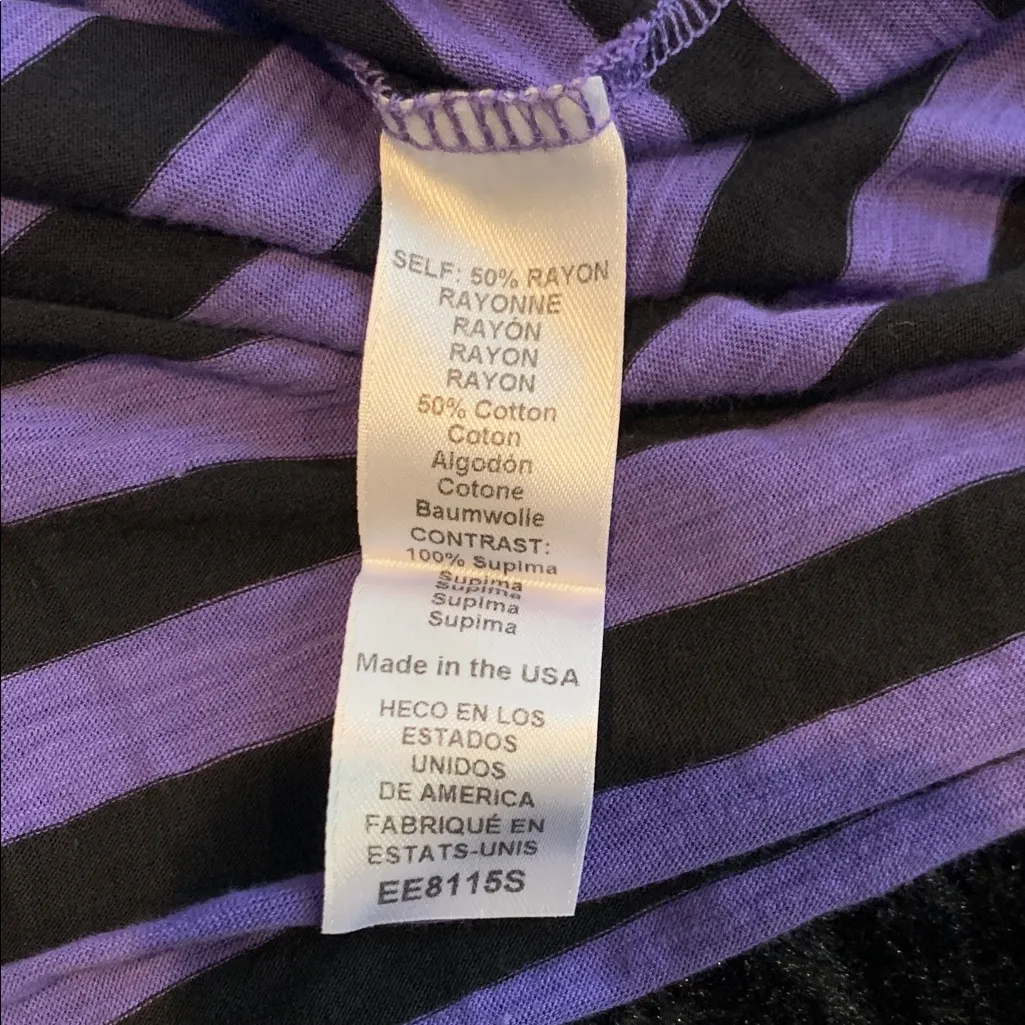 SELF: 50% RAYON
RAYONNE
RAYÓN
RAYON
RAYON
50% Cotton
Coton
Algodón
Cotone
Baumwolle
CONTRAST:
100% Supima
Supima
Supima
Supima
Supima
Made in the USA
HECO EN LOS
ESTADOS
UNIDOS
DE AMERICA
FABRIQUÉ EN
ESTATS-UNIS
EE8115S